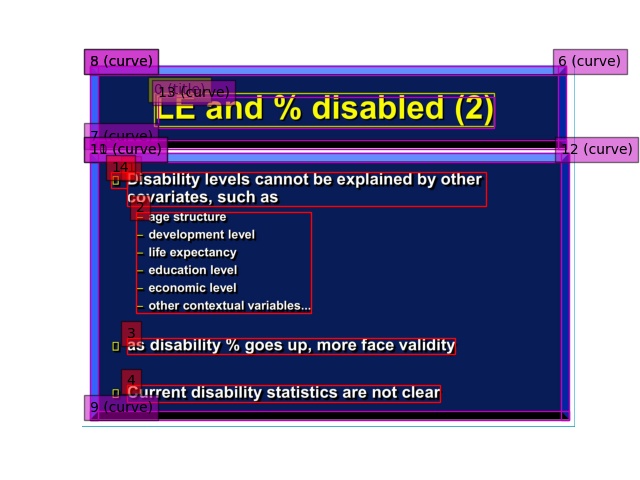 8 (curve)
6 (curve)
0 (title)
13 (curve)
LE and % disabled (2)
7 (curve)
11 (curve)
12 (curve)
14
Disability levels cannot be explained by other
covariates, such as
2
– age structure
– development level
– life expectancy
– education level
– economic level
– other contextual variables...
3
as disability % goes up, more face validity
4
Current disability statistics are not clear
9 (curve)